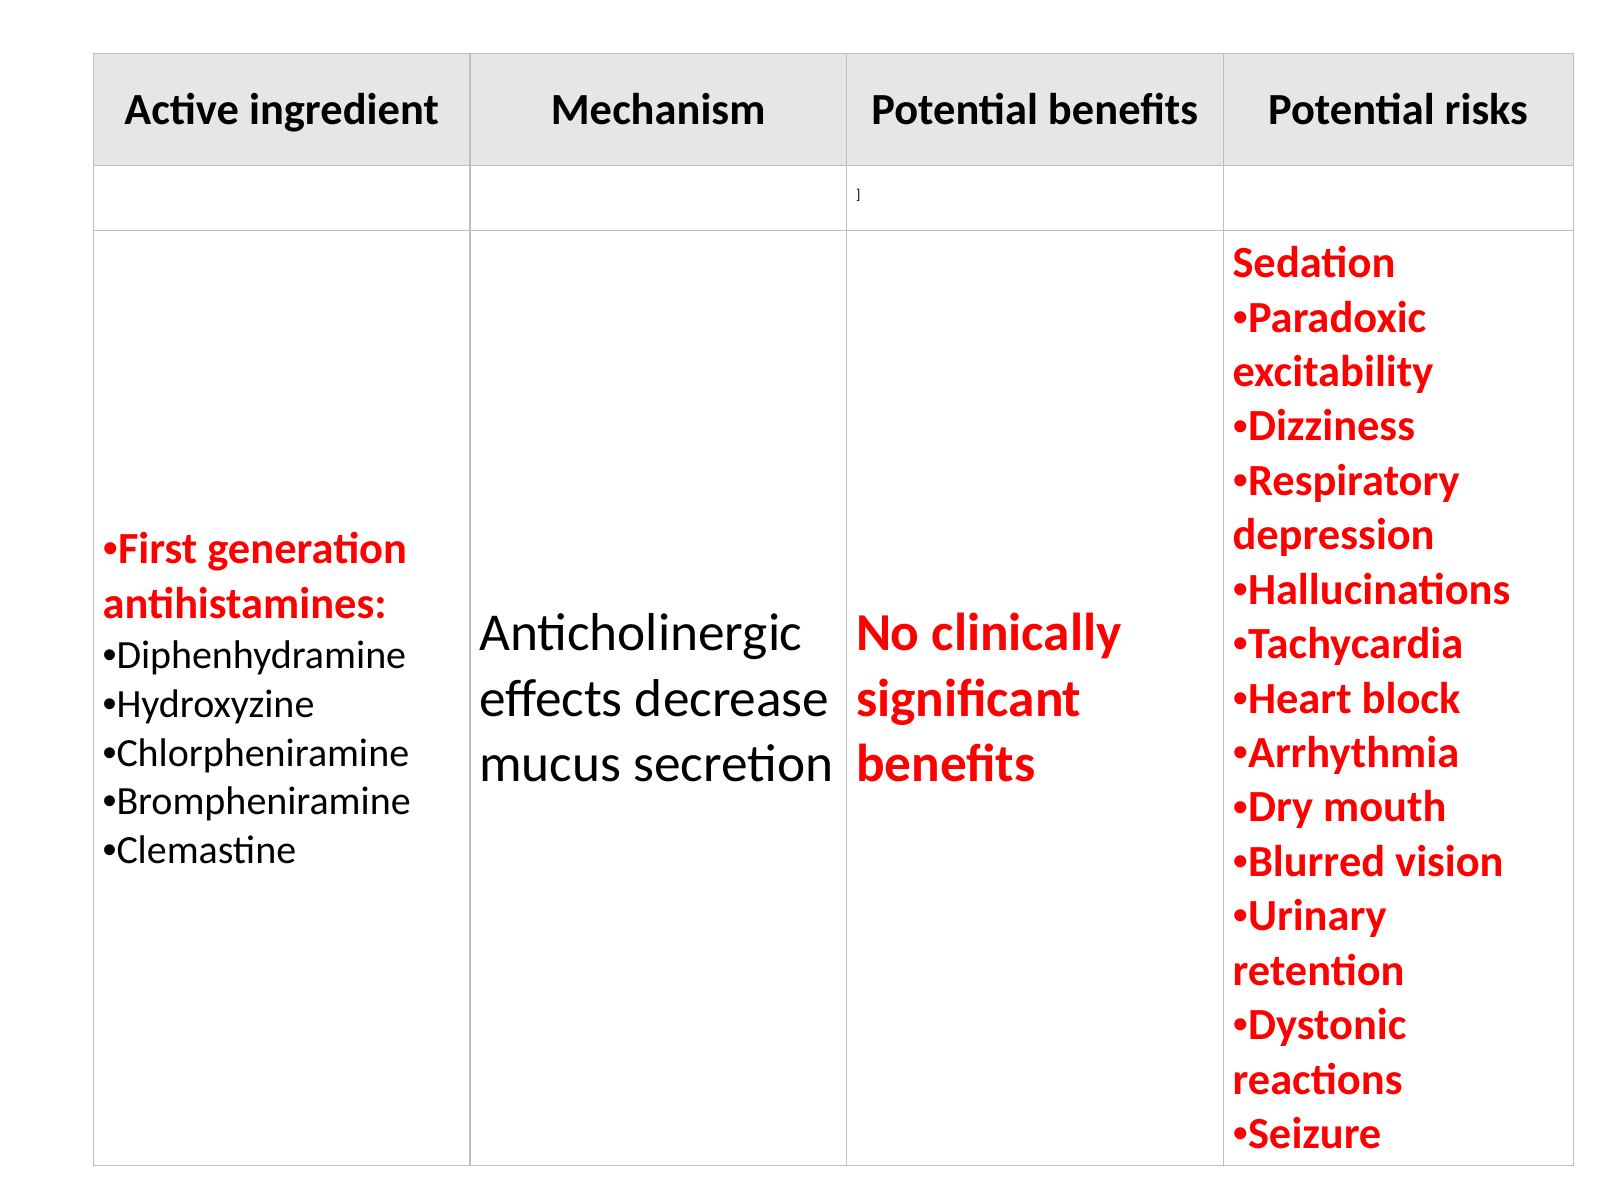 Active ingredient
Mechanism
Potential benefits
Potential risks
]
•First generation
antihistamines:
•Diphenhydramine
•Hydroxyzine
•Chlorpheniramine
•Brompheniramine
•Clemastine
Anticholinergic
effects decrease
mucus secretion
No clinically
significant
benefits
Sedation
•Paradoxic
excitability
•Dizziness
•Respiratory
depression
•Hallucinations
•Tachycardia
•Heart block
•Arrhythmia
•Dry mouth
•Blurred vision
•Urinary
retention
•Dystonic
reactions
•Seizure